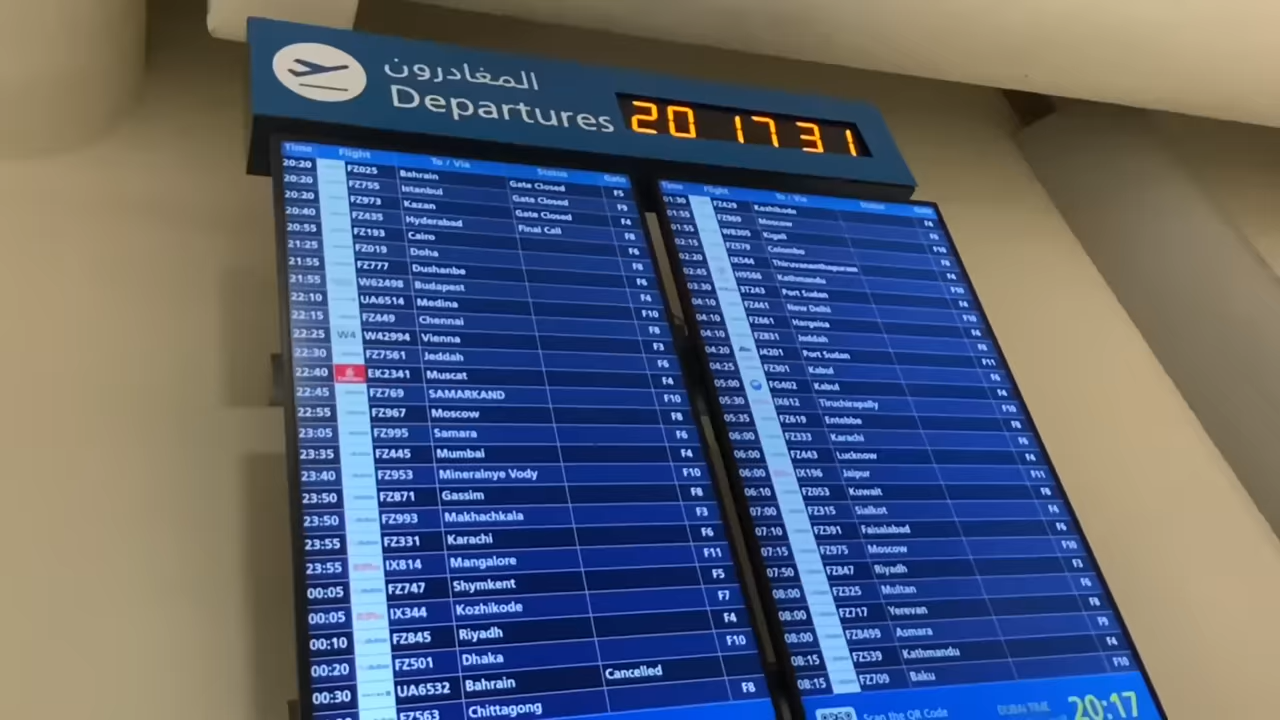 المغادرون
Departures 20 17 31
Time Flight To / Via Status Gate
20:20 FZ025 Bahrain Gate Closed F5
20:20 FZ755 Istanbul Gate Closed F9
20:20 FZ973 Kazan Gate Closed F4
20:40 FZ435 Hyderabad Final Call F8
20:55 FZ193 Cairo F6
21:25 FZ019 Doha F8
21:55 FZ777 Dushanbe F6
21:55 W62498 Budapest F4
22:10 UA6514 Medina F10
22:15 FZ449 Chennai F8
22:25 W4 W42994 Vienna F3
22:30 FZ7561 Jeddah F6
22:40 Emirates EK2341 Muscat F4
22:45 FZ769 SAMARKAND F10
22:55 FZ967 Moscow F8
23:05 FZ995 Samara F6
23:35 FZ445 Mumbai F4
23:40 FZ953 Mineralnye Vody F10
23:50 FZ871 Gassim F8
23:50 FZ993 Makhachkala F3
23:55 FZ331 Karachi F6
23:55 IX814 Mangalore F11
00:05 FZ747 Shymkent F5
00:05 IX344 Kozhikode F7
00:10 FZ845 Riyadh F4
00:20 FZ501 Dhaka F10
00:30 UA6532 Bahrain Cancelled
FZ563 Chittagong F8
Time Flight To / Via Status Gate
01:30 FZ429 Kozhikode F4
01:55 FZ969 Moscow F6
01:55 WB305 Kigali F10
02:15 FZ579 Colombo F8
02:20 IX544 Thiruvananthapuram F4
02:45 H9566 Kathmandu F10
03:30 3T243 Port Sudan F4
04:10 FZ441 New Delhi F10
04:10 FZ661 Hargeisa F4
04:10 FZ831 Jeddah F8
04:20 J4201 Port Sudan F11
04:25 FZ301 Kabul F6
05:00 FG402 Kabul F4
05:30 IX612 Tiruchirapally F10
05:35 FZ619 Entebbe F8
06:00 FZ333 Karachi F6
06:00 FZ443 Lucknow F4
06:00 IX196 Jaipur F11
06:10 FZ053 Kuwait F8
07:00 FZ315 Sialkot F4
07:10 FZ391 Faisalabad F6
07:15 FZ975 Moscow F10
07:50 FZ847 Riyadh F3
08:00 FZ325 Multan F6
08:00 FZ717 Yerevan F8
08:00 FZ8499 Asmara F9
08:15 FZ539 Kathmandu F4
08:15 FZ709 Baku F10
Scan the QR Code DUBAI TIME 20:17